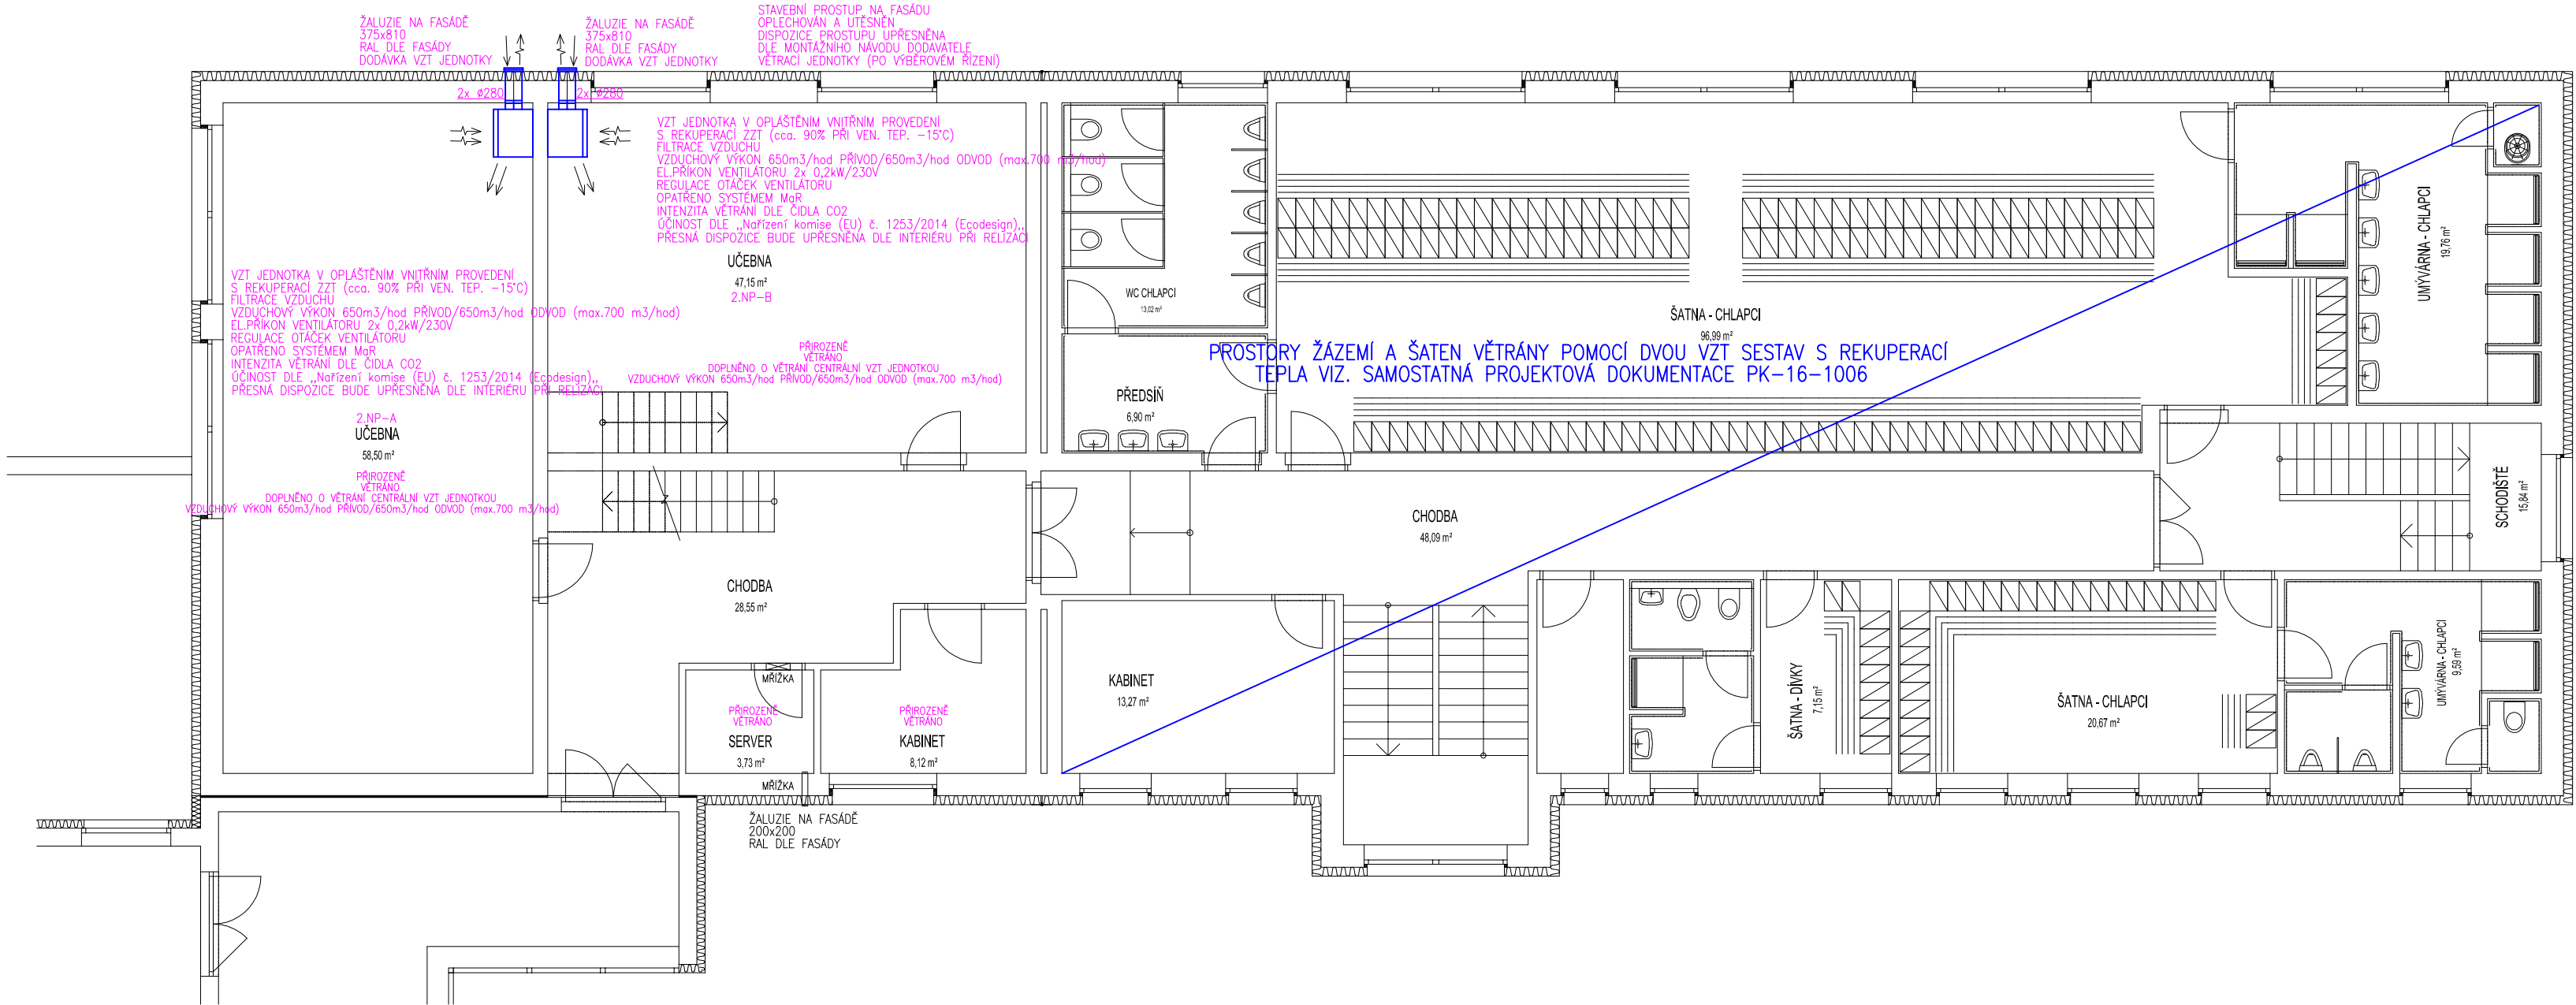 ŽALUZIE NA FASÁDĚ
375x810
RAL DLE FASÁDY
DODÁVKA VZT JEDNOTKY
ŽALUZIE NA FASÁDĚ
375x810
RAL DLE FASÁDY
DODÁVKA VZT JEDNOTKY
STAVEBNÍ PROSTUP NA FASÁDU
OPLECHOVÁN A UTĚSNĚN
DISPOZICE PROSTUPU UPŘESNĚNA
DLE MONTÁŽNÍHO NÁVODU DODAVATELE
VĚTRACÍ JEDNOTKY (PO VÝBĚROVÉM ŘÍZENÍ)
2x ø280
2x ø280
VZT JEDNOTKA V OPLÁŠTĚNÍM VNITŘNÍM PROVEDENÍ
S REKUPERACÍ ZZT (cca. 90% PŘI VEN. TEP. -15°C)
FILTRACE VZDUCHU
VZDUCHOVÝ VÝKON 650m3/hod PŘÍVOD/650m3/hod ODVOD (max.700 m3/hod)
EL.PŘÍKON VENTILÁTORU 2x 0,2kW/230V
REGULACE OTÁČEK VENTILÁTORU
OPATŘENO SYSTÉMEM MaR
INTENZITA VĚTRÁNÍ DLE ČIDLA CO2
ÚČINOST DLE „Nařízení komise (EU) č. 1253/2014 (Ecodesign)„
PŘESNÁ DISPOZICE BUDE UPŘESNĚNA DLE INTERIÉRU PŘI RELIZACI
UČEBNA
47,15 m²
2.NP-B
VZT JEDNOTKA V OPLÁŠTĚNÍM VNITŘNÍM PROVEDENÍ
S REKUPERACÍ ZZT (cca. 90% PŘI VEN. TEP. -15°C)
FILTRACE VZDUCHU
VZDUCHOVÝ VÝKON 650m3/hod PŘÍVOD/650m3/hod ODVOD (max.700 m3/hod)
EL.PŘÍKON VENTILÁTORU 2x 0,2kW/230V
REGULACE OTÁČEK VENTILÁTORU
OPATŘENO SYSTÉMEM MaR
INTENZITA VĚTRÁNÍ DLE ČIDLA CO2
ÚČINOST DLE „Nařízení komise (EU) č. 1253/2014 (Ecodesign)„
PŘESNÁ DISPOZICE BUDE UPŘESNĚNA DLE INTERIÉRU PŘI RELIZACI
PŘIROZENĚ
VĚTRÁNO
DOPLNĚNO O VĚTRÁNÍ CENTRÁLNÍ VZT JEDNOTKOU
VZDUCHOVÝ VÝKON 650m3/hod PŘÍVOD/650m3/hod ODVOD (max.700 m3/hod)
2.NP-A
UČEBNA
58,50 m²
PŘIROZENĚ
VĚTRÁNO
DOPLNĚNO O VĚTRÁNÍ CENTRÁLNÍ VZT JEDNOTKOU
VZDUCHOVÝ VÝKON 650m3/hod PŘÍVOD/650m3/hod ODVOD (max.700 m3/hod)
WC CHLAPCI
13,02 m²
ŠATNA - CHLAPCI
96,99 m²
UMÝVÁRNA - CHLAPCI
19,76 m²
PROSTORY ŽÁZEMÍ A ŠATEN VĚTRÁNY POMOCÍ DVOU VZT SESTAV S REKUPERACÍ
TEPLA VIZ. SAMOSTATNÁ PROJEKTOVÁ DOKUMENTACE PK-16-1006
PŘEDSÍŇ
6,90 m²
CHODBA
48,09 m²
SCHODIŠTĚ
15,84 m²
CHODBA
28,55 m²
MŘÍŽKA
PŘIROZENĚ
VĚTRÁNO
SERVER
3,73 m²
MŘÍŽKA
PŘIROZENĚ
VĚTRÁNO
KABINET
8,12 m²
KABINET
13,27 m²
ŠATNA - DÍVKY
7,15 m²
ŠATNA - CHLAPCI
20,67 m²
UMÝVÁRNA - CHLAPCI
9,59 m²
ŽALUZIE NA FASÁDĚ
200x200
RAL DLE FASÁDY